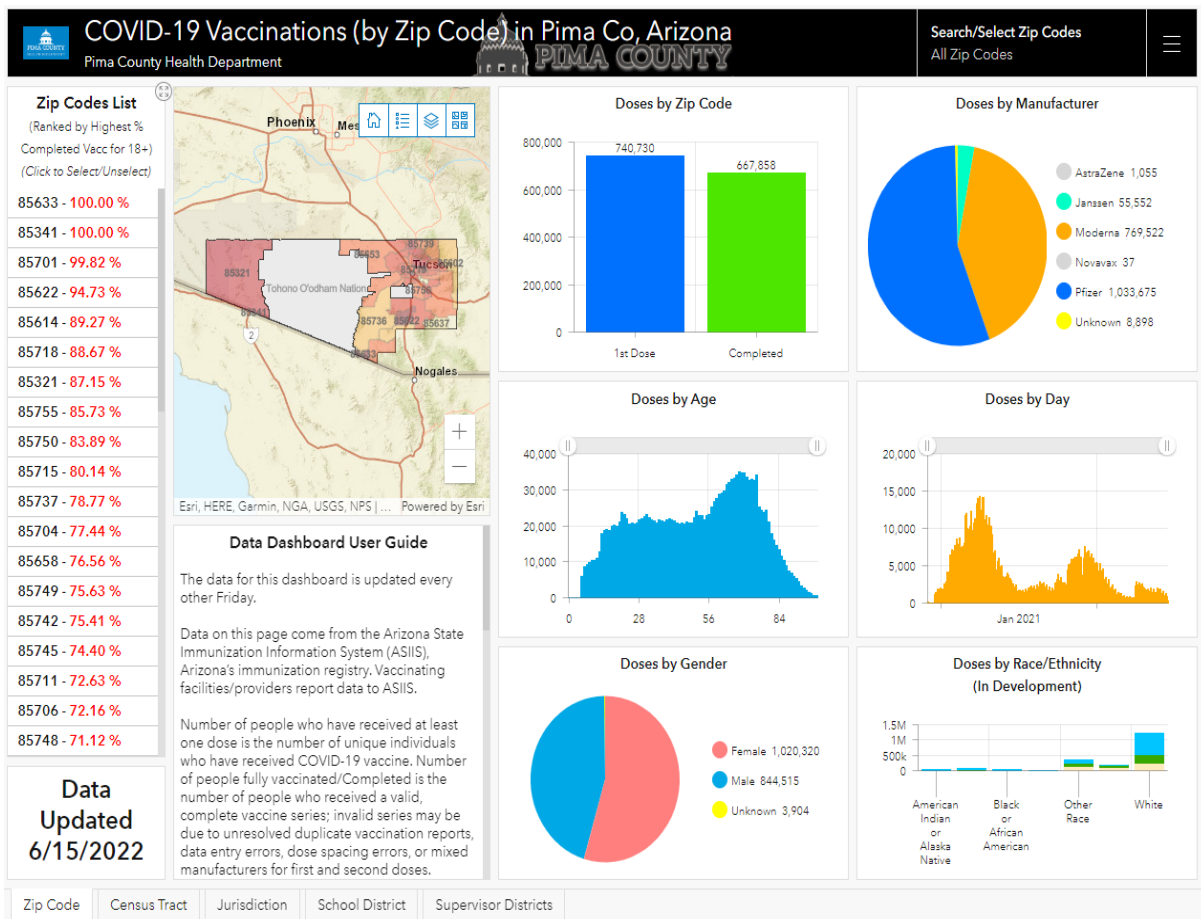 COVID-19 Vaccinations (by Zip Code) in Pima Co, Arizona
Pima County Health Department
PIMA COUNTY
PIMA COUNTY
Search/Select Zip Codes
All Zip Codes
Zip Codes List
(Ranked by Highest %
Completed Vacc for 18+)
(Click to Select/Unselect)
85633 - 100.00 %
85341 - 100.00 %
85701 - 99.82 %
85622 - 94.73 %
85614 - 89.27 %
85718 - 88.67 %
85321 - 87.15 %
85755 - 85.73 %
85750 - 83.89 %
85715 - 80.14 %
85737 - 78.77 %
85704 - 77.44 %
85658 - 76.56 %
85749 - 75.63 %
85742 - 75.41 %
85745 - 74.40 %
85711 - 72.63 %
85706 - 72.16 %
85748 - 71.12 %
Data
Updated
6/15/2022
Phoenix
Mes
85739
85653
Tucson
85321
Tohono O'odham Nation
85736
85622
85637
2
Nogales
Esri, HERE, Garmin, NGA, USGS, NPS | ...
Powered by Esri
Data Dashboard User Guide
The data for this dashboard is updated every
other Friday.
Data on this page come from the Arizona State
Immunization Information System (ASIIS),
Arizona's immunization registry. Vaccinating
facilities/providers report data to ASIIS.
Number of people who have received at least
one dose is the number of unique individuals
who have received COVID-19 vaccine. Number
of people fully vaccinated/Completed is the
number of people who received a valid,
complete vaccine series; invalid series may be
due to unresolved duplicate vaccination reports,
data entry errors, dose spacing errors, or mixed
manufacturers for first and second doses.
Doses by Zip Code
800,000
600,000
400,000
200,000
0
740,730
667,858
1st Dose
Completed
Doses by Manufacturer
AstraZene 1,055
Janssen 55,552
Moderna 769,522
Novavax 37
Pfizer 1,033,675
Unknown 8,898
Doses by Age
40,000
30,000
20,000
10,000
0
0
28
56
84
Doses by Day
20,000
15,000
10,000
5,000
0
Jan 2021
Doses by Gender
Female 1,020,320
Male 844,515
Unknown 3,904
Doses by Race/Ethnicity
(In Development)
1.5M
1M
500k
0
American
Indian
or
Alaska
Native
Black
or
African
American
Other
Race
White
Zip Code
Census Tract
Jurisdiction
School District
Supervisor Districts